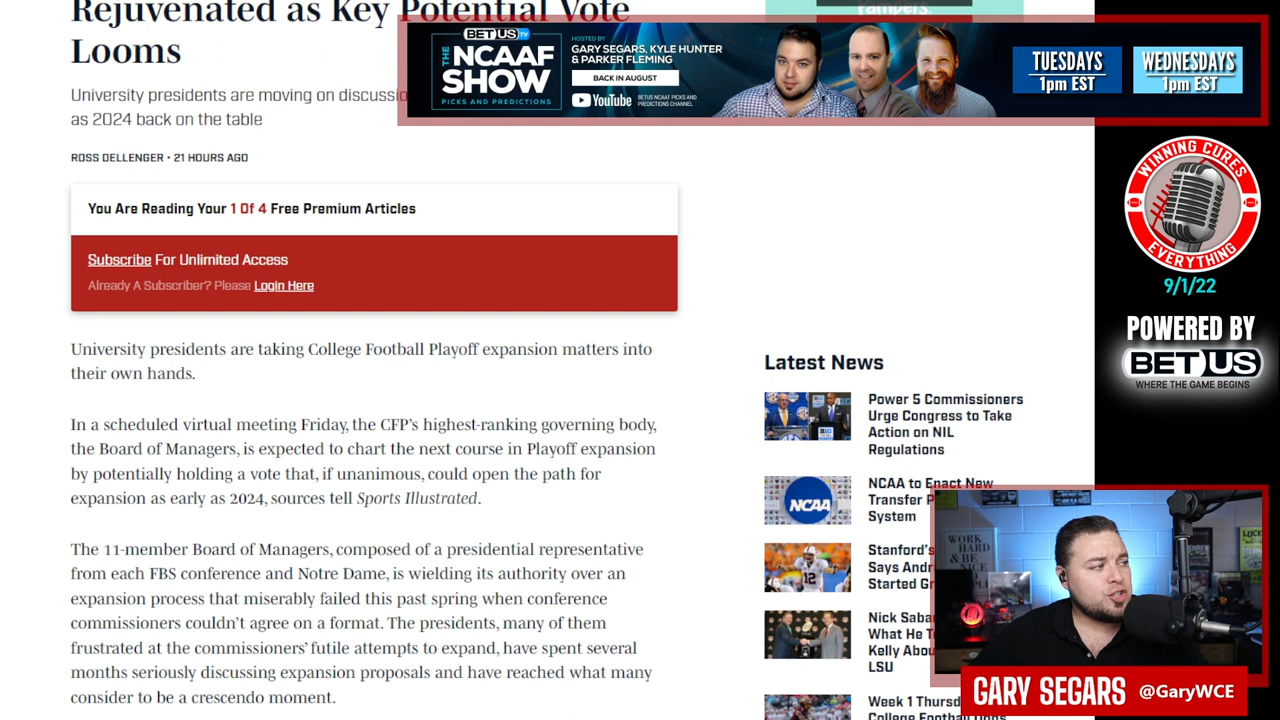 Rejuvenated as Key Potential Vote
Looms
University presidents are moving on discussio
as 2024 back on the table
ROSS DELLENGER • 21 HOURS AGO
You Are Reading Your 1 Of 4 Free Premium Articles
Subscribe For Unlimited Access
Already A Subscriber? Please Login Here
University presidents are taking College Football Playoff expansion matters into
their own hands.
In a scheduled virtual meeting Friday, the CFP's highest-ranking governing body,
the Board of Managers, is expected to chart the next course in Playoff expansion
by potentially holding a vote that, if unanimous, could open the path for
expansion as early as 2024, sources tell Sports Illustrated.
The 11-member Board of Managers, composed of a presidential representative
from each FBS conference and Notre Dame, is wielding its authority over an
expansion process that miserably failed this past spring when conference
commissioners couldn't agree on a format. The presidents, many of them
frustrated at the commissioners' futile attempts to expand, have spent several
months seriously discussing expansion proposals and have reached what many
consider to be a crescendo moment.
Pampers.
BETUS TV
THE NCAAF
SHOW
PICKS AND PREDICTIONS
HOSTED BY
GARY SEGARS, KYLE HUNTER
& PARKER FLEMING
BACK IN AUGUST
YouTube
BETUS NCAAF PICKS AND
PREDICTIONS CHANNEL
TUESDAYS
1pm EST
WEDNESDAYS
1pm EST
Latest News
Power 5 Commissioners
Urge Congress to Take
Action on NIL
Regulations
NCAA
NCAA to Enact New
Transfer P
System
12
Stanford's
Says Andr
Started Gr
Nick Saba
What He T
Kelly Abou
LSU
Week 1 Thursd
College Football Odds
WINNING CURES
EVERYTHING
9/1/22
POWERED BY
BETUS
WHERE THE GAME BEGINS
WORK
HARD &
BE NICE
GARY SEGARS @GaryWCE